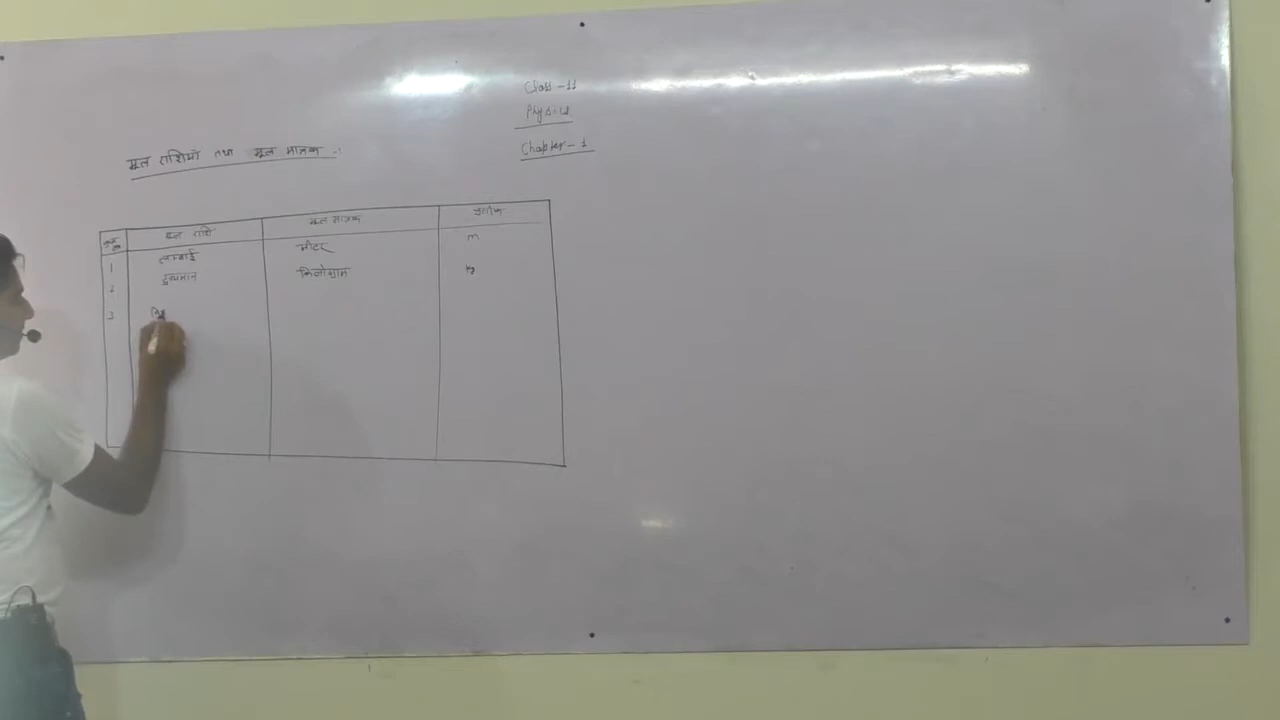 Class - 11
Physics
Chapter - 1
मूल राशियाँ तथा मूल मात्रक :
मूल राशि मूल मात्रक प्रतीक
1 लम्बाई मीटर m
2 द्रव्यमान किलोग्राम kg
3